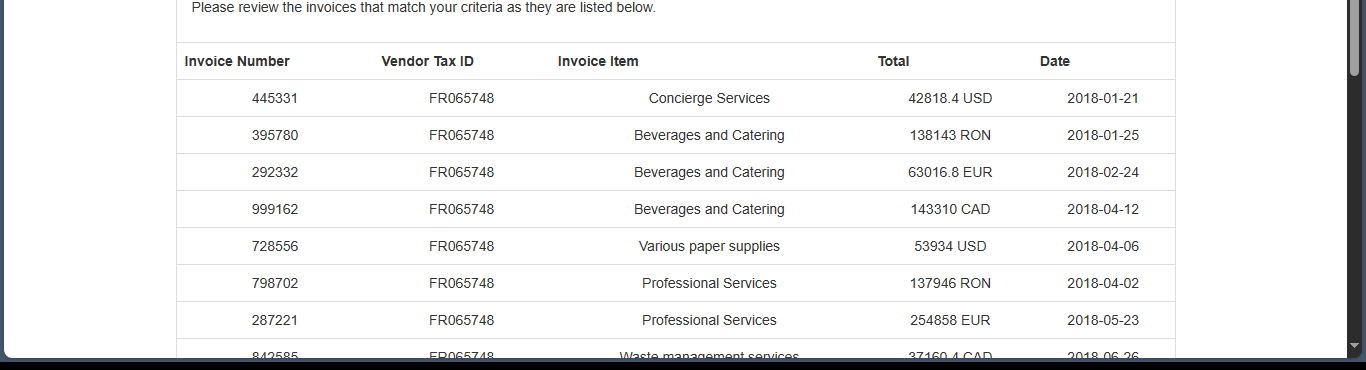 Please review the invoices that match your criteria as they are listed below.
Invoice Number Vendor Tax ID Invoice Item Total Date
445331 FR065748 Concierge Services 42818.4 USD 2018-01-21
395780 FR065748 Beverages and Catering 138143 RON 2018-01-25
292332 FR065748 Beverages and Catering 63016.8 EUR 2018-02-24
999162 FR065748 Beverages and Catering 143310 CAD 2018-04-12
728556 FR065748 Various paper supplies 53934 USD 2018-04-06
798702 FR065748 Professional Services 137946 RON 2018-04-02
287221 FR065748 Professional Services 254858 EUR 2018-05-23
842585 FR065748 Waste management services 37160.4 CAD 2018-06-26